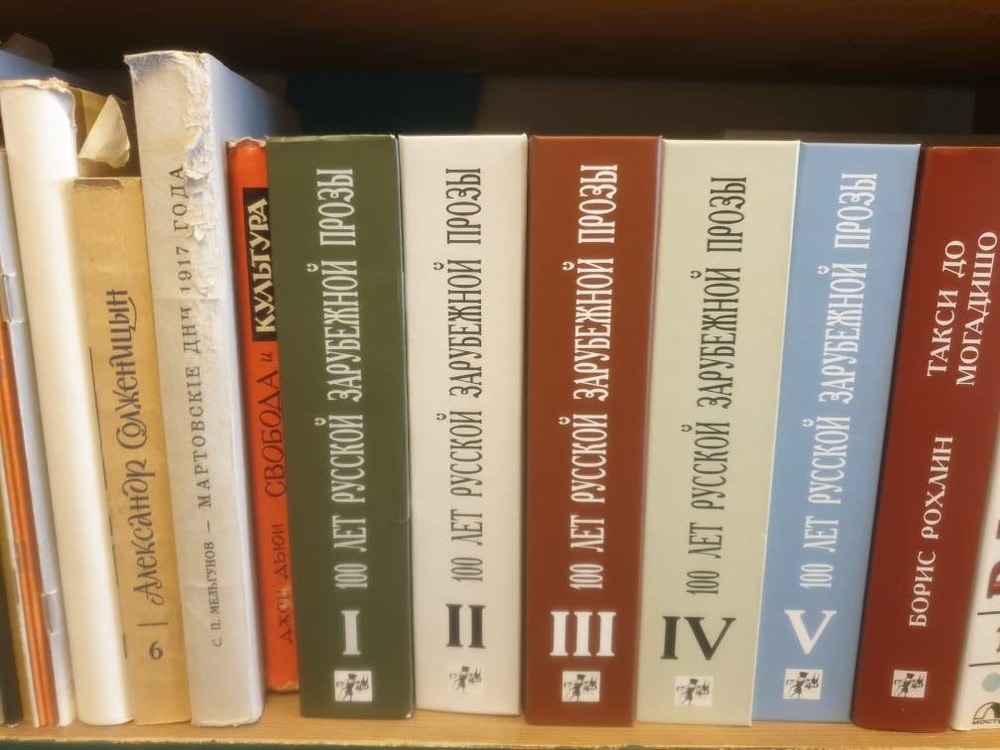 6 Александр Солженицын
С. П. МЕЛЬГУНОВ – МАРТОВСКИЕ ДНИ 1917 ГОДА
ДЖОН ДЬЮИ СВОБОДА И КУЛЬТУРА
100 ЛЕТ РУССКОЙ ЗАРУБЕЖНОЙ ПРОЗЫ
I
100 ЛЕТ РУССКОЙ ЗАРУБЕЖНОЙ ПРОЗЫ
II
100 ЛЕТ РУССКОЙ ЗАРУБЕЖНОЙ ПРОЗЫ
III
100 ЛЕТ РУССКОЙ ЗАРУБЕЖНОЙ ПРОЗЫ
IV
100 ЛЕТ РУССКОЙ ЗАРУБЕЖНОЙ ПРОЗЫ
V
БОРИС РОХЛИН
ТАКСИ ДО
МОГАДИШО